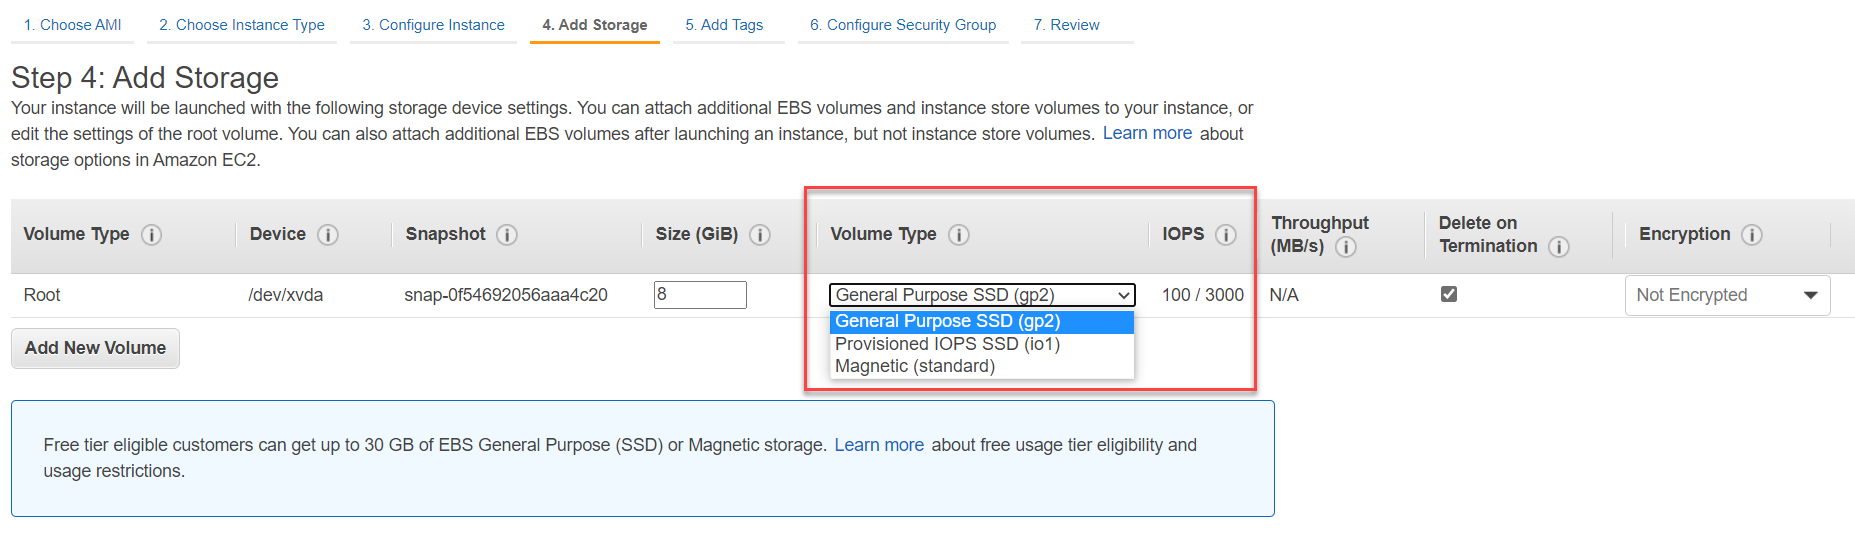 1. Choose AMI 2. Choose Instance Type 3. Configure Instance 4. Add Storage 5. Add Tags 6. Configure Security Group 7. Review
Step 4: Add Storage
Your instance will be launched with the following storage device settings. You can attach additional EBS volumes and instance store volumes to your instance, or
edit the settings of the root volume. You can also attach additional EBS volumes after launching an instance, but not instance store volumes. Learn more about
storage options in Amazon EC2.
Volume Type Device Snapshot Size (GiB) Volume Type IOPS Throughput (MB/s) Delete on Termination Encryption
Root /dev/xvda snap-0f54692056aaa4c20 8 General Purpose SSD (gp2) 100 / 3000 N/A Not Encrypted
General Purpose SSD (gp2)
Provisioned IOPS SSD (io1)
Magnetic (standard)
Add New Volume
Free tier eligible customers can get up to 30 GB of EBS General Purpose (SSD) or Magnetic storage. Learn more about free usage tier eligibility and
usage restrictions.